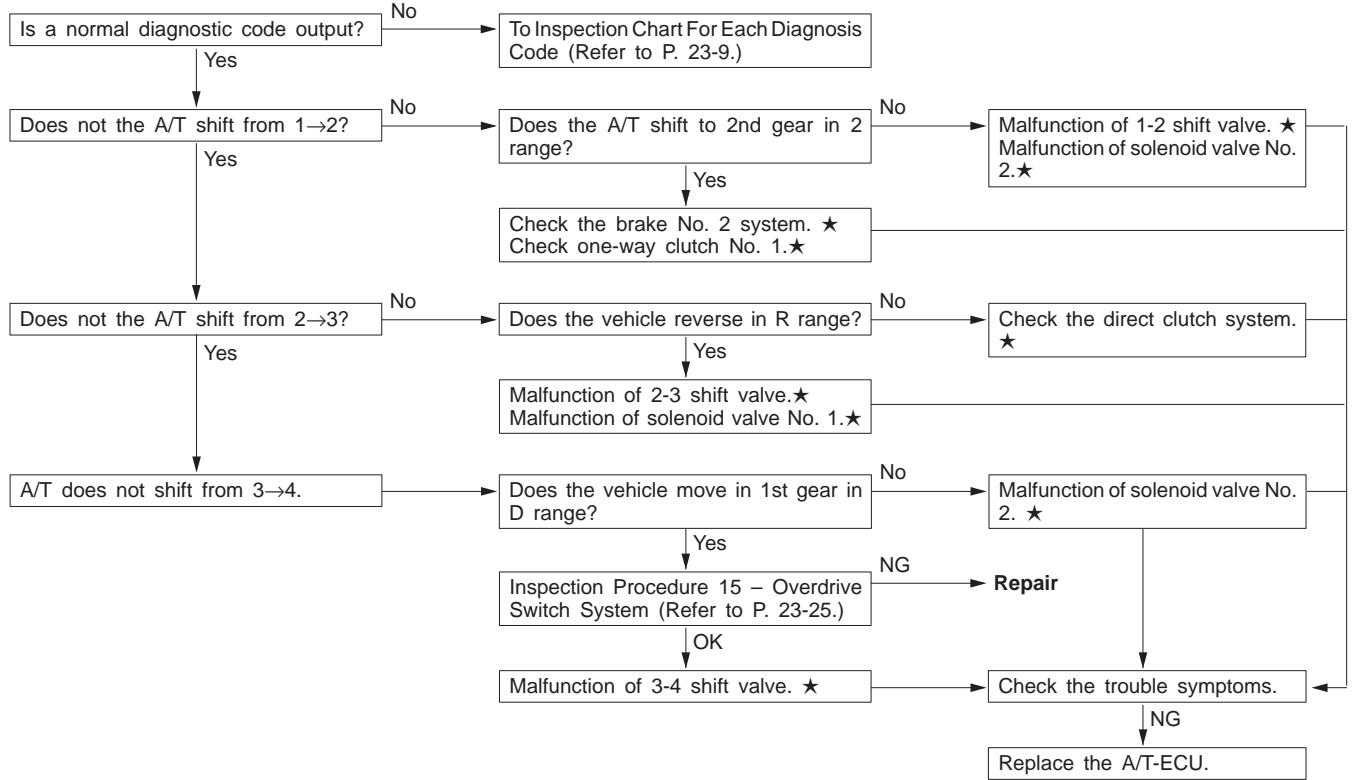 Is a normal diagnostic code output?
No
To Inspection Chart For Each Diagnosis
Code (Refer to P. 23-9.)
Yes
Does not the A/T shift from 1→2?
No
Does the A/T shift to 2nd gear in 2
range?
No
Malfunction of 1-2 shift valve. ★
Malfunction of solenoid valve No.
2.★
Yes
Yes
Check the brake No. 2 system. ★
Check one-way clutch No. 1.★
Does not the A/T shift from 2→3?
No
Does the vehicle reverse in R range?
No
Check the direct clutch system.
★
Yes
Yes
Malfunction of 2-3 shift valve.★
Malfunction of solenoid valve No. 1.★
A/T does not shift from 3→4.
Does the vehicle move in 1st gear in
D range?
No
Malfunction of solenoid valve No.
2. ★
Yes
Inspection Procedure 15 – Overdrive
Switch System (Refer to P. 23-25.)
NG
Repair
OK
Malfunction of 3-4 shift valve. ★
Check the trouble symptoms.
NG
Replace the A/T-ECU.